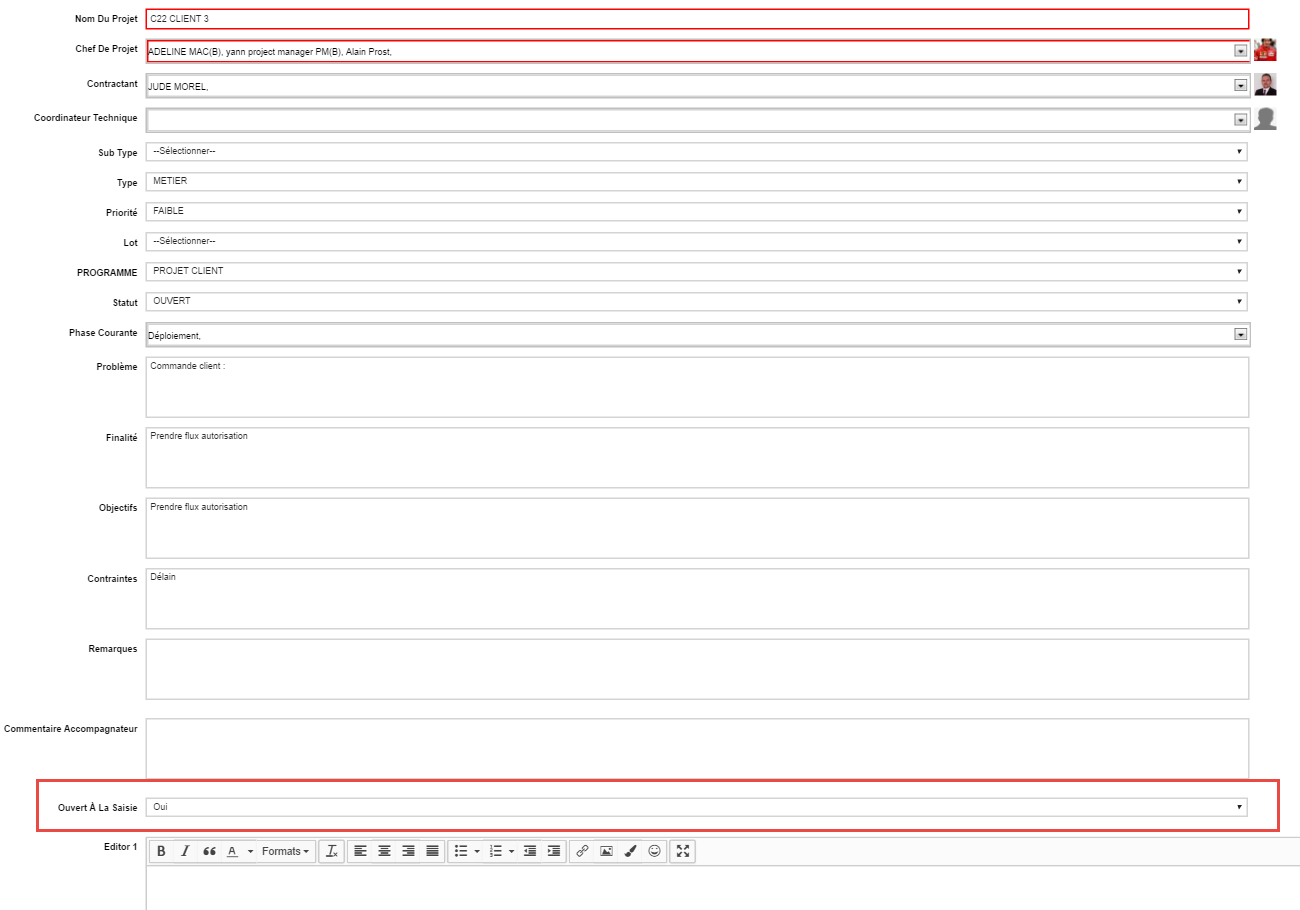 Nom Du Projet C22 CLIENT 3
Chef De Projet ADELINE MAC(B), yann project manager PM(B), Alain Prost,
Contractant JUDE MOREL,
Coordinateur Technique
Sub Type --Sélectionner--
Type METIER
Priorité FAIBLE
Lot --Sélectionner--
PROGRAMME PROJET CLIENT
Statut OUVERT
Phase Courante Déploiement,
Problème Commande client :
Finalité Prendre flux autorisation
Objectifs Prendre flux autorisation
Contraintes Délain
Remarques
Commentaire Accompagnateur
Ouvert À La Saisie Oui
Editor 1 B I A Formats